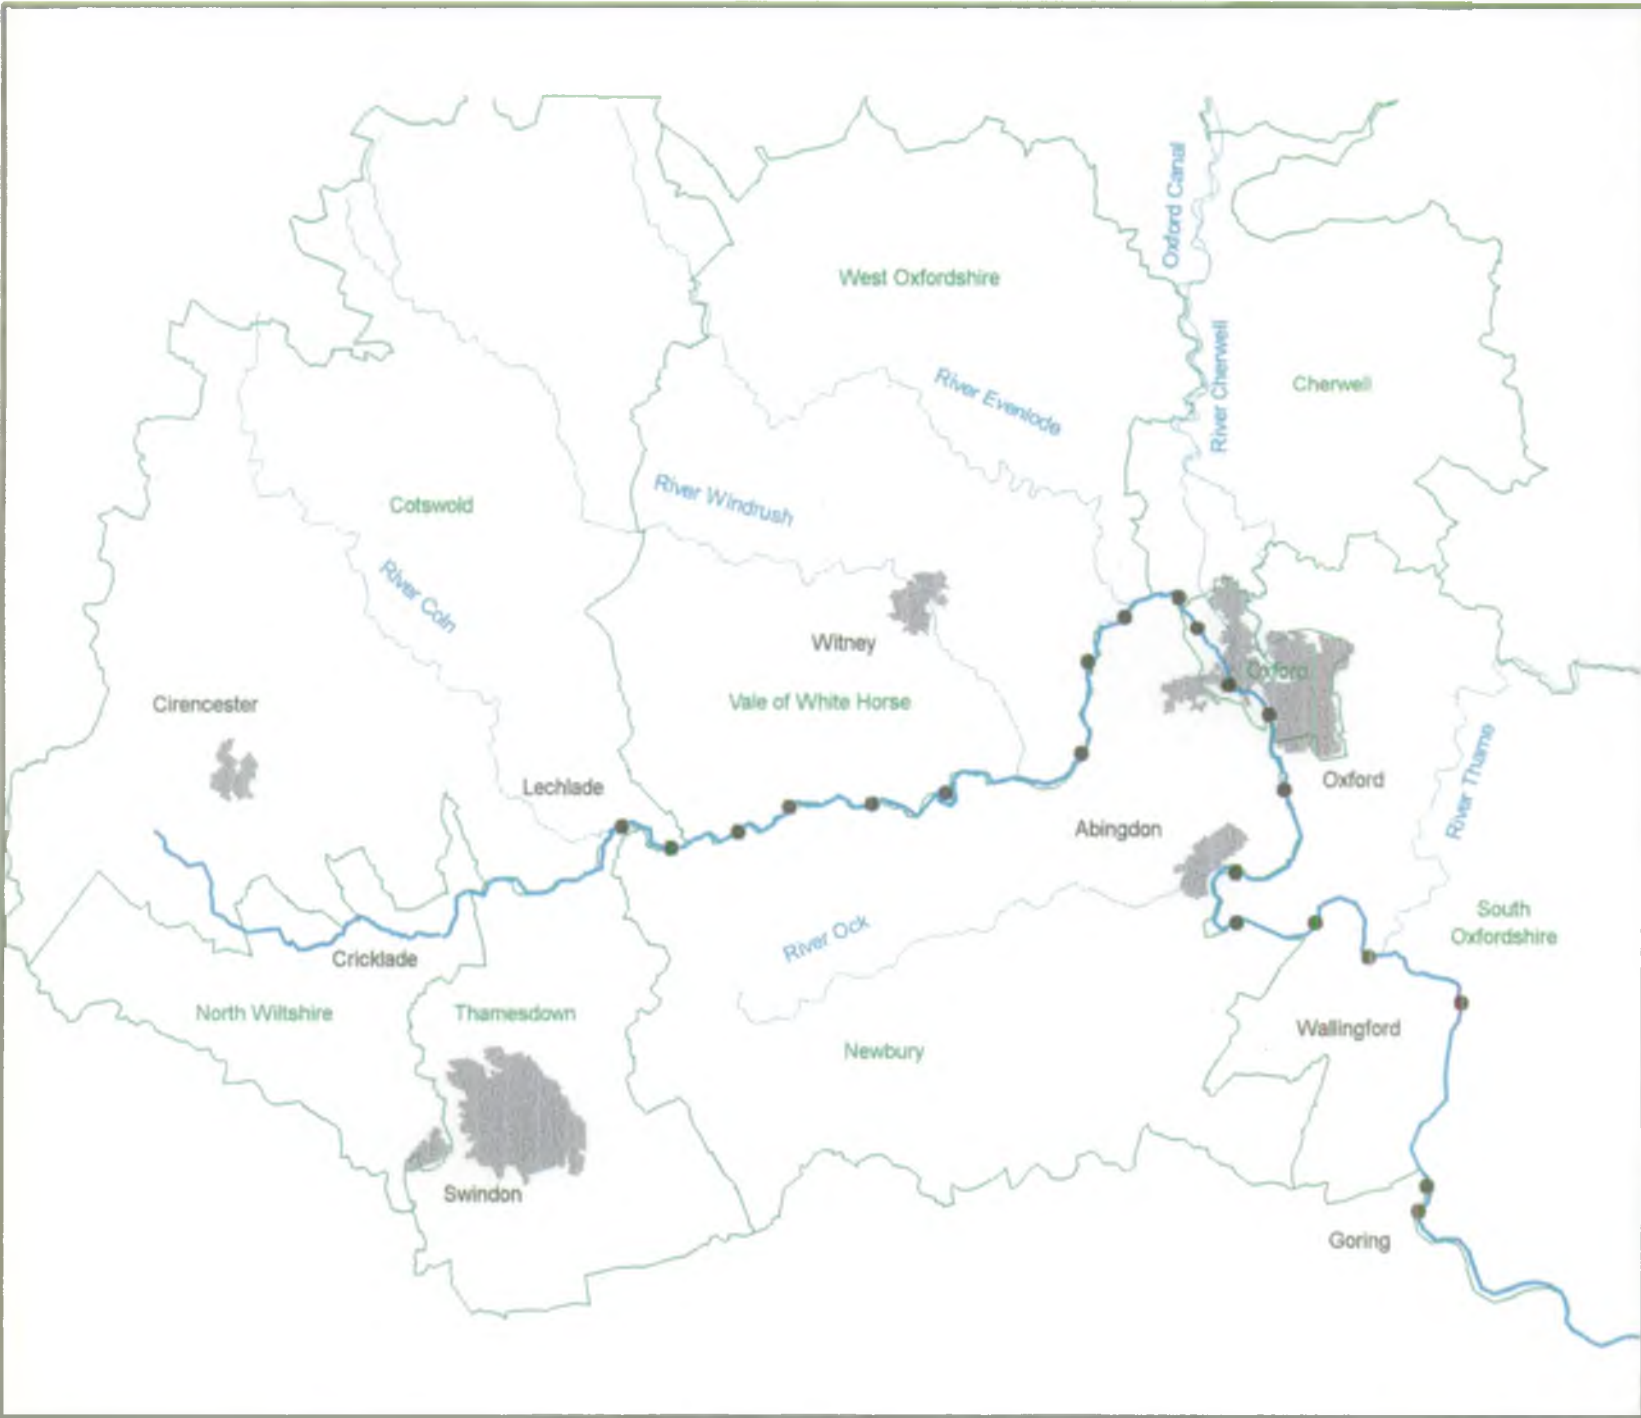 Oxford Canal
West Oxfordshire
River Cherwell
River Evenlode
Cherwell
River Windrush
Cotswold
River Coln
Witney
Oxford
Vale of White Horse
Cirencester
River Thame
Lechlade
Oxford
Abingdon
South
Oxfordshire
River Ock
Cricklade
North Wiltshire
Thamesdown
Wallingford
Newbury
Swindon
Goring